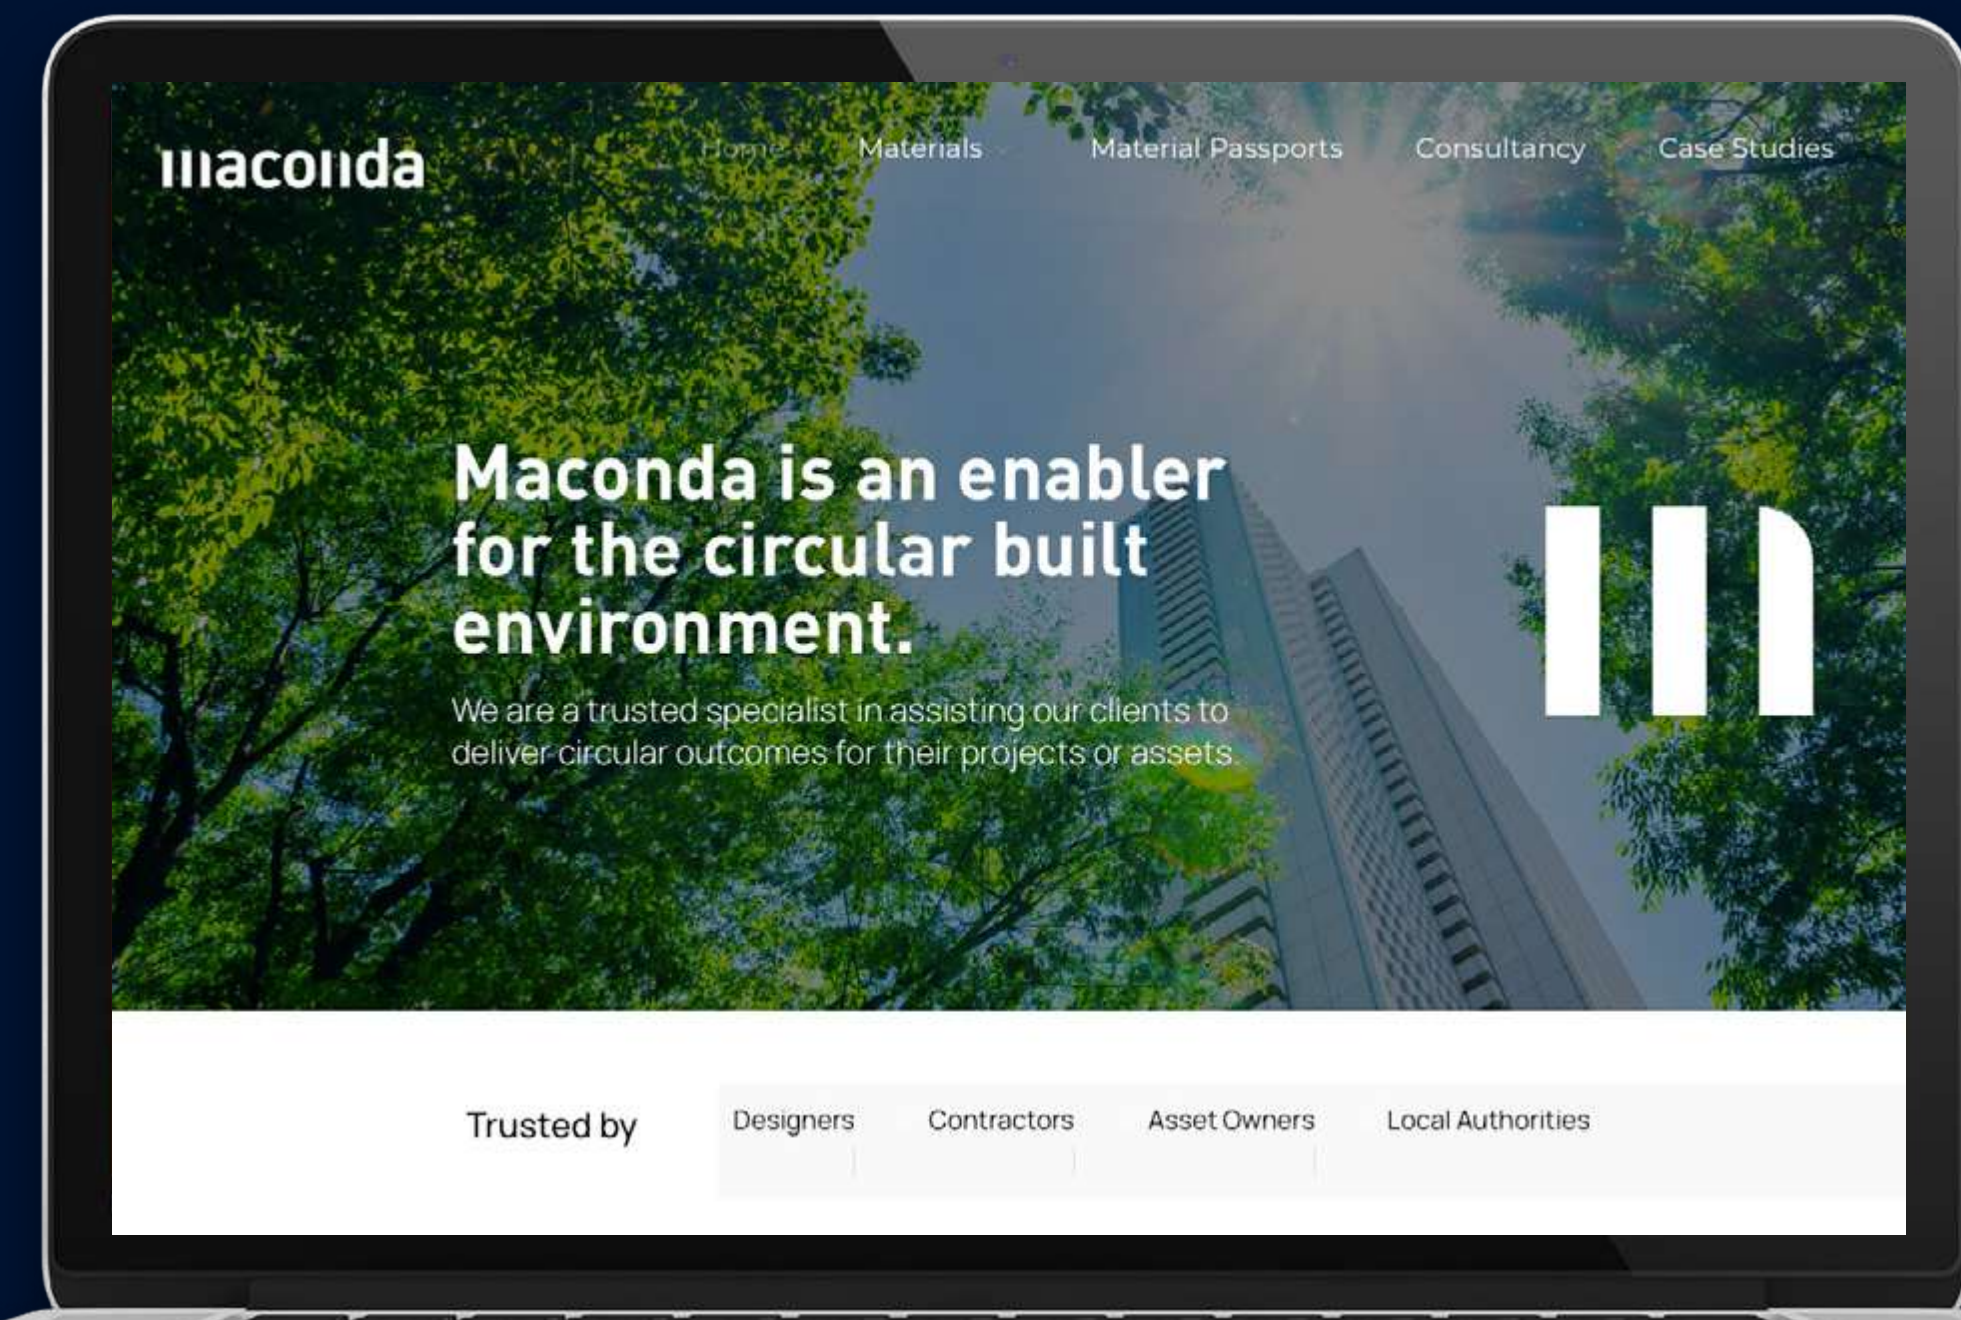 maconda
Home Materials Material Passports Consultancy Case Studies
Maconda is an enabler
for the circular built
environment.
We are a trusted specialist in assisting our clients to
deliver circular outcomes for their projects or assets.
m
Trusted by Designers Contractors Asset Owners Local Authorities